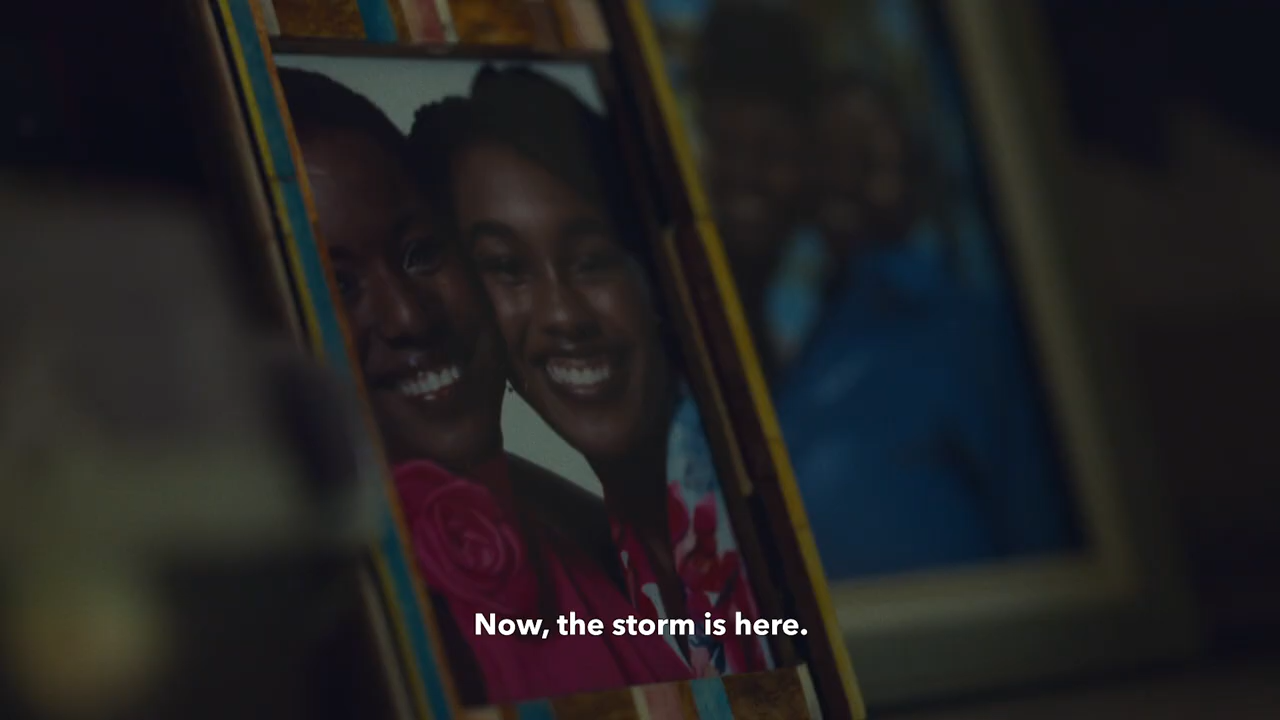 Now, the storm is here.